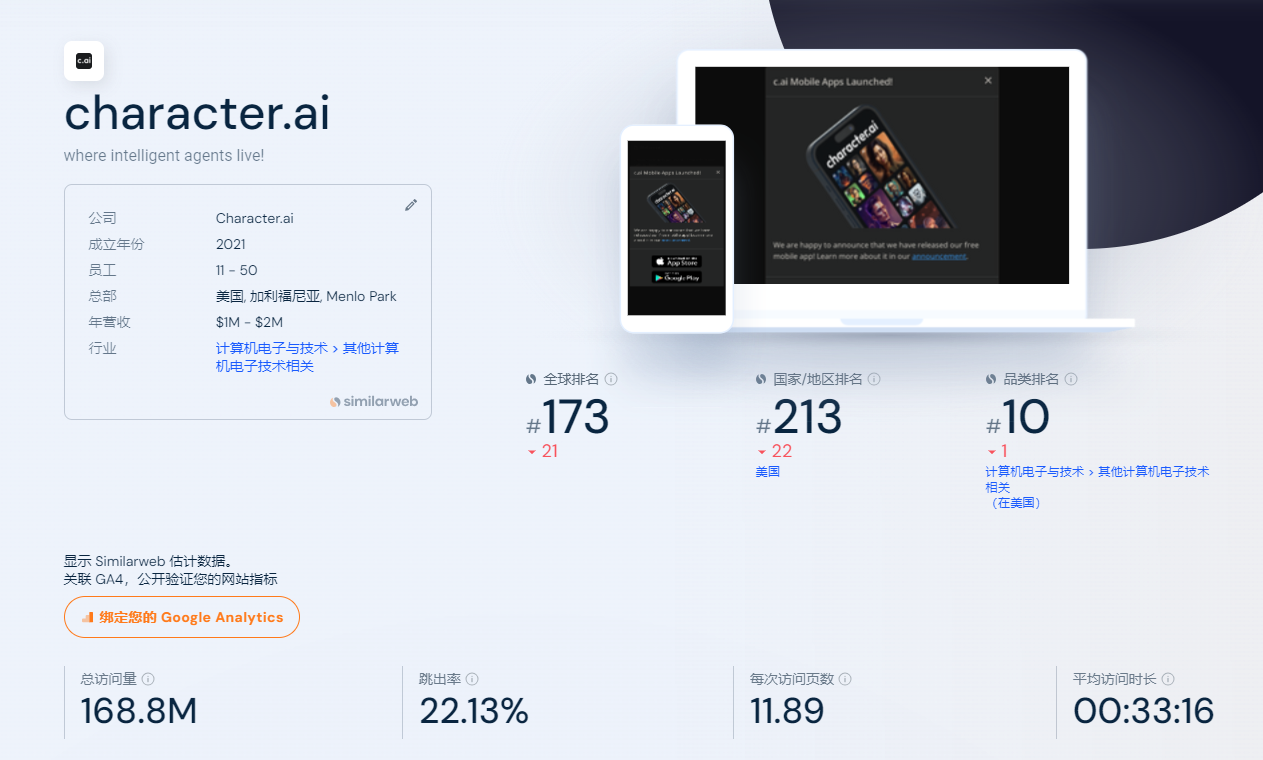 c.ai
character.ai
where intelligent agents live!
公司 Character.ai
成立年份 2021
员工 11 - 50
总部 美国, 加利福尼亚, Menlo Park
年营收 $1M - $2M
行业 计算机电子与技术 > 其他计算
机电子技术相关
similarweb
c.ai Mobile Apps Launched!
character.ai
We are happy to announce that we have released our free
mobile app! Learn more about it in our announcement.
c.ai Mobile Apps Launched!
App Store
Google Play
全球排名
#173
21
国家/地区排名
#213
22
美国
品类排名
#10
1
计算机电子与技术 > 其他计算机电子技术
相关
（在美国）
显示 Similarweb 估计数据。
关联 GA4，公开验证您的网站指标
绑定您的 Google Analytics
总访问量
168.8M
跳出率
22.13%
每次访问页数
11.89
平均访问时长
00:33:16